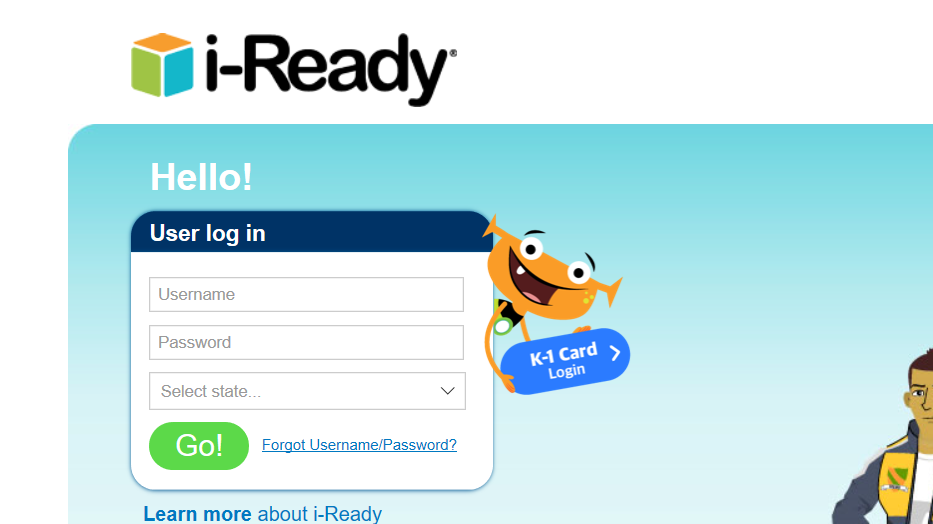 i-Ready®
Hello!
User log in
Username
Password
Select state...
Go!
Forgot Username/Password?
K-1 Card
Login
Learn more about i-Ready